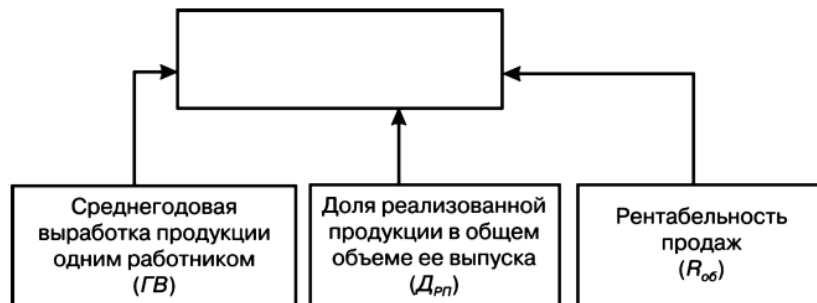 Среднегодовая
выработка продукции
одним работником
(ГВ)
Доля реализованной
продукции в общем
объеме ее выпуска
(Д_РП)
Рентабельность
продаж
(R_об)